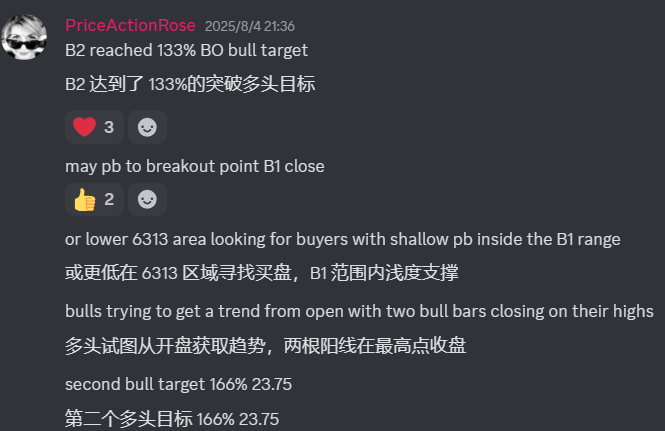 PriceActionRose 2025/8/4 21:36
B2 reached 133% BO bull target
B2 达到了 133%的突破多头目标
3
may pb to breakout point B1 close
2
or lower 6313 area looking for buyers with shallow pb inside the B1 range
或更低在 6313 区域寻找买盘，B1 范围内浅度支撑
bulls trying to get a trend from open with two bull bars closing on their highs
多头试图从开盘获取趋势，两根阳线在最高点收盘
second bull target 166% 23.75
第二个多头目标 166% 23.75